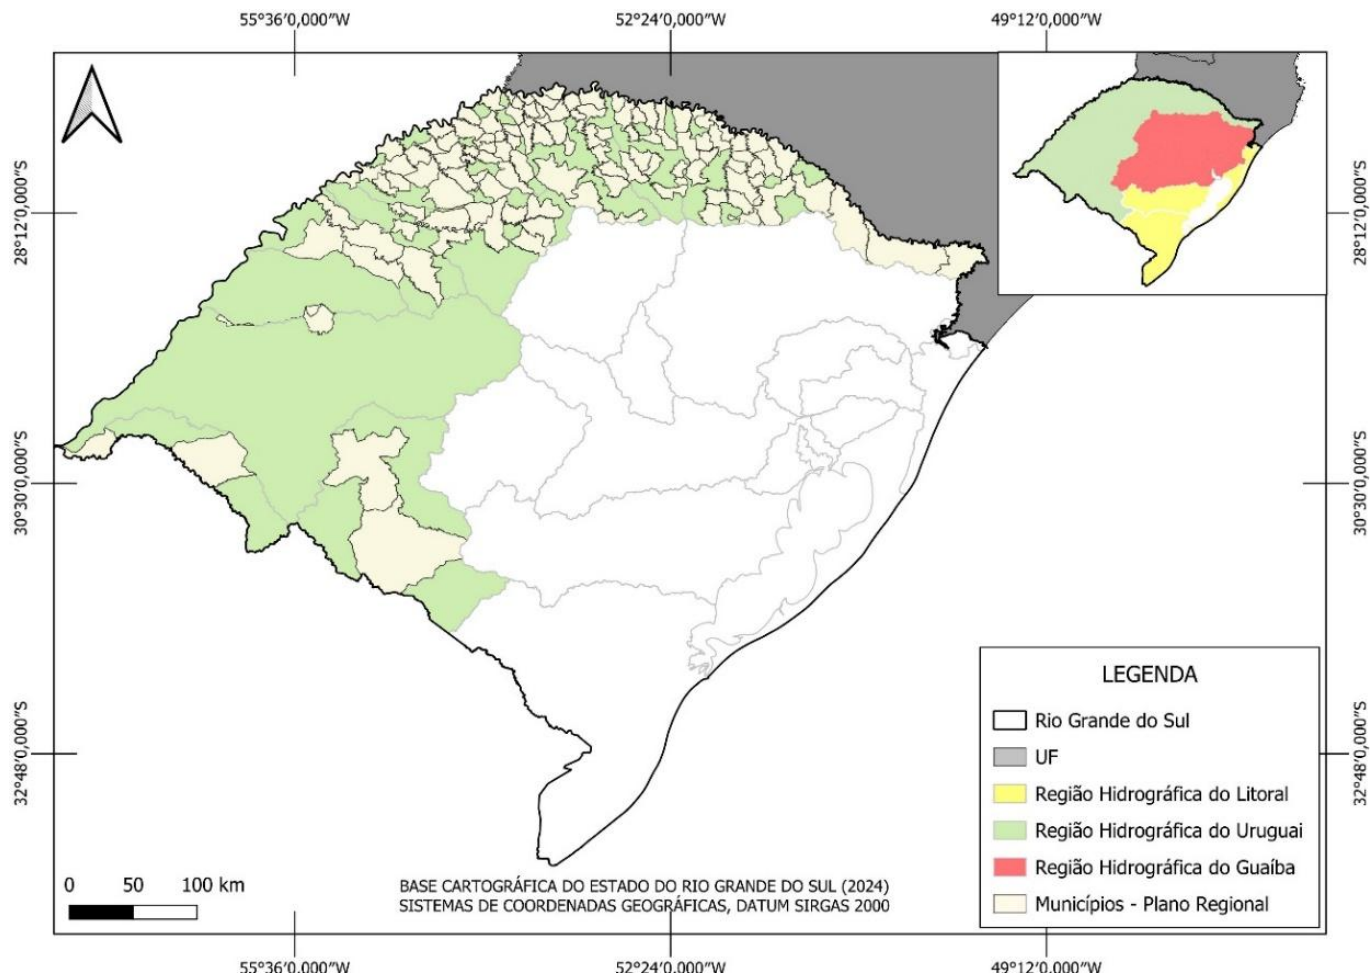 55°36'0,000"W
52°24'0,000"W
49°12'0,000"W
28°12'0,000"S
28°12'0,000"S
30°30'0,000"S
30°30'0,000"S
32°48'0,000"S
32°48'0,000"S
LEGENDA
Rio Grande do Sul
UF
Região Hidrográfica do Litoral
Região Hidrográfica do Uruguai
Região Hidrográfica do Guaíba
Municípios - Plano Regional
0 50 100 km
BASE CARTOGRÁFICA DO ESTADO DO RIO GRANDE DO SUL (2024)
SISTEMAS DE COORDENADAS GEOGRÁFICAS, DATUM SIRGAS 2000
55°36'0,000"W
52°24'0,000"W
49°12'0,000"W